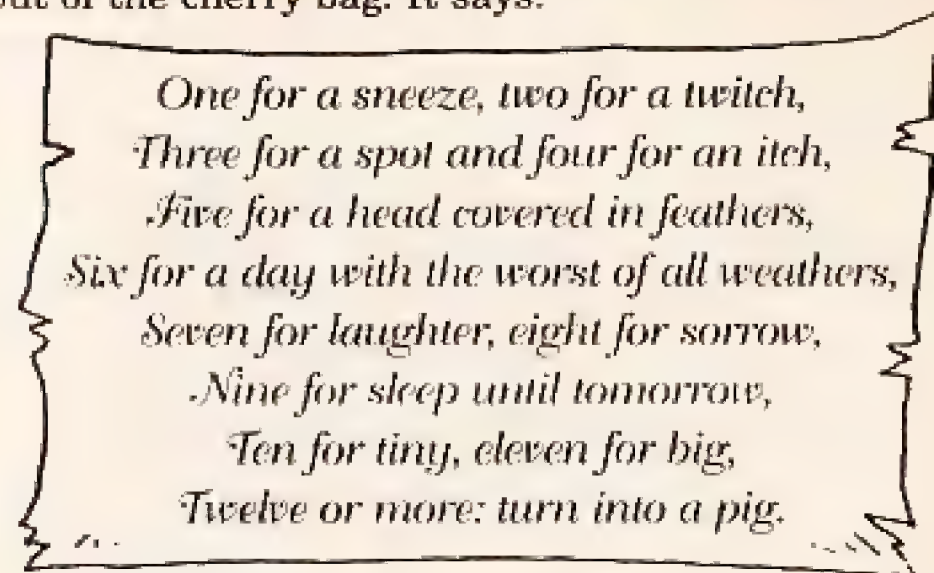 out of the cherry bag. It says:
One for a sneeze, two for a twitch,
Three for a spot and four for an itch,
Five for a head covered in feathers,
Six for a day with the worst of all weathers,
Seven for laughter, eight for sorrow,
Nine for sleep until tomorrow,
Ten for tiny, eleven for big,
Twelve or more: turn into a pig.